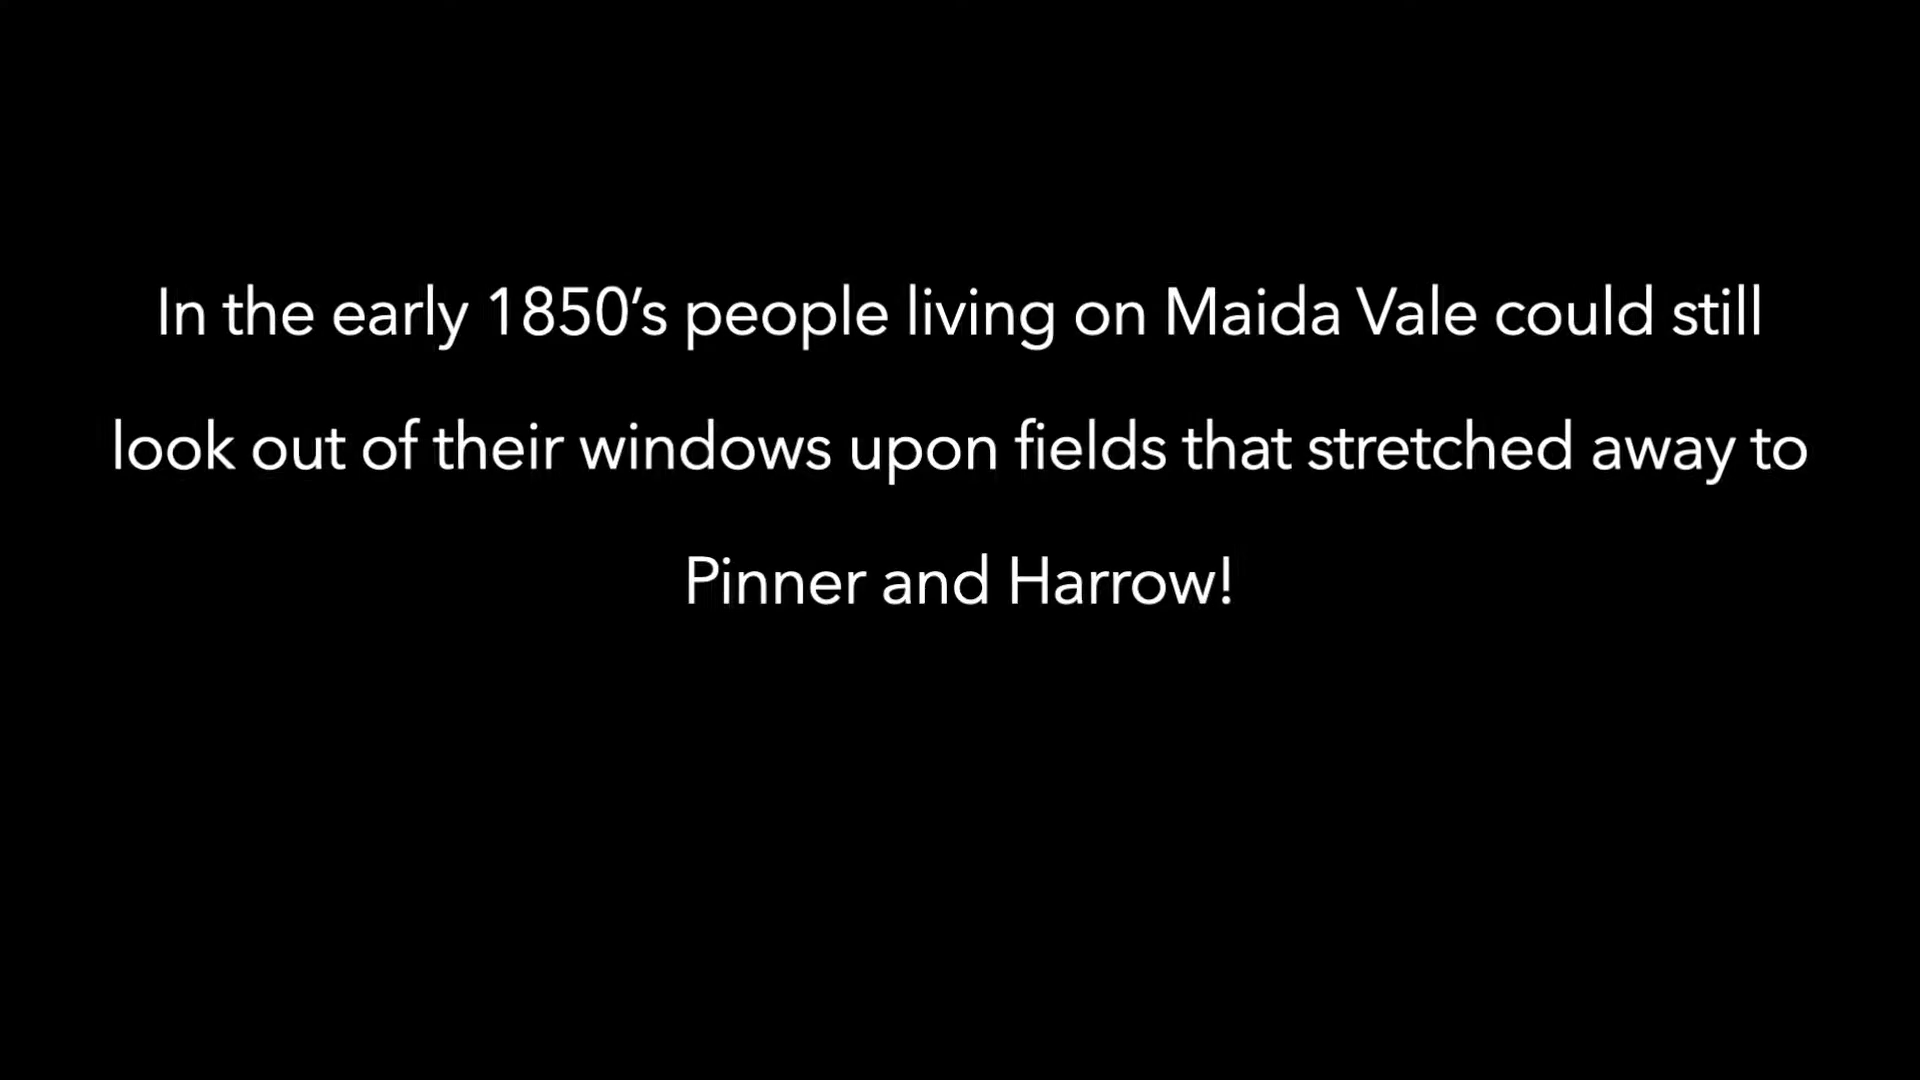 In the early 1850’s people living on Maida Vale could still
look out of their windows upon fields that stretched away to
Pinner and Harrow!